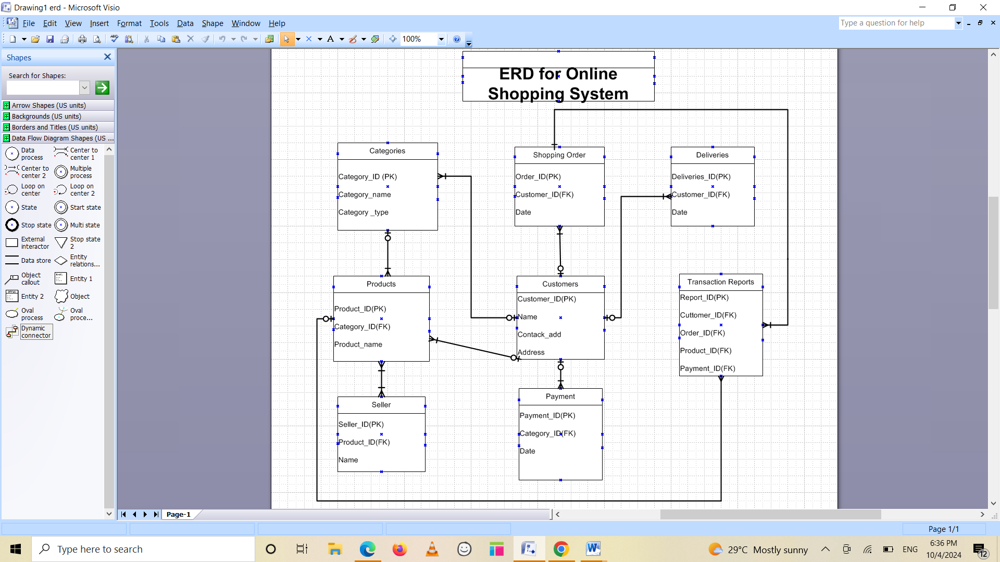 Drawing1 erd - Microsoft Visio
File Edit View Insert Format Tools Data Shape Window Help
Type a question for help
100%
Shapes
Search for Shapes:
Arrow Shapes (US units)
Backgrounds (US units)
Borders and Titles (US units)
Data Flow Diagram Shapes (US ...
Data process
Center to center 1
Center to center 2
Multiple process
Loop on center
Loop on center 2
State
Start state
Stop state
Multi state
External interactor
Stop state 2
Data store
Entity relations...
Object callout
Entity 1
Entity 2
Object
Oval process
Oval proce...
Dynamic connector
ERD for Online
Shopping System
Categories
Category_ID (PK)
Category_name
Category _type
Shopping Order
Order_ID(PK)
Customer_ID(FK)
Date
Deliveries
Deliveries_ID(PK)
Customer_ID(FK)
Date
Products
Product_ID(PK)
Category_ID(FK)
Product_name
Customers
Customer_ID(PK)
Name
Contack_add
Address
Transaction Reports
Report_ID(PK)
Cuttomer_ID(FK)
Order_ID(FK)
Product_ID(FK)
Payment_ID(FK)
Seller
Seller_ID(PK)
Product_ID(FK)
Name
Payment
Payment_ID(PK)
Category_ID(FK)
Date
Page-1
Page 1/1
Type here to search
29°C Mostly sunny
ENG
6:36 PM
10/4/2024
12